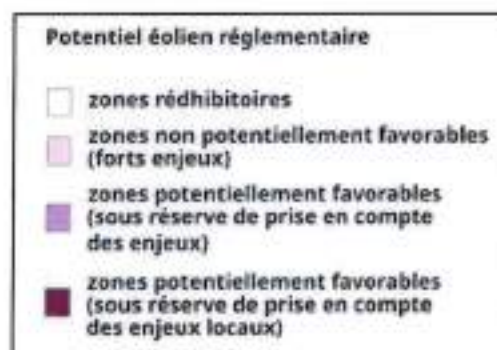 Potentiel éolien réglementaire
zones rédhibitoires
zones non potentiellement favorables
(forts enjeux)
zones potentiellement favorables
(sous réserve de prise en compte
des enjeux)
zones potentiellement favorables
(sous réserve de prise en compte
des enjeux locaux)